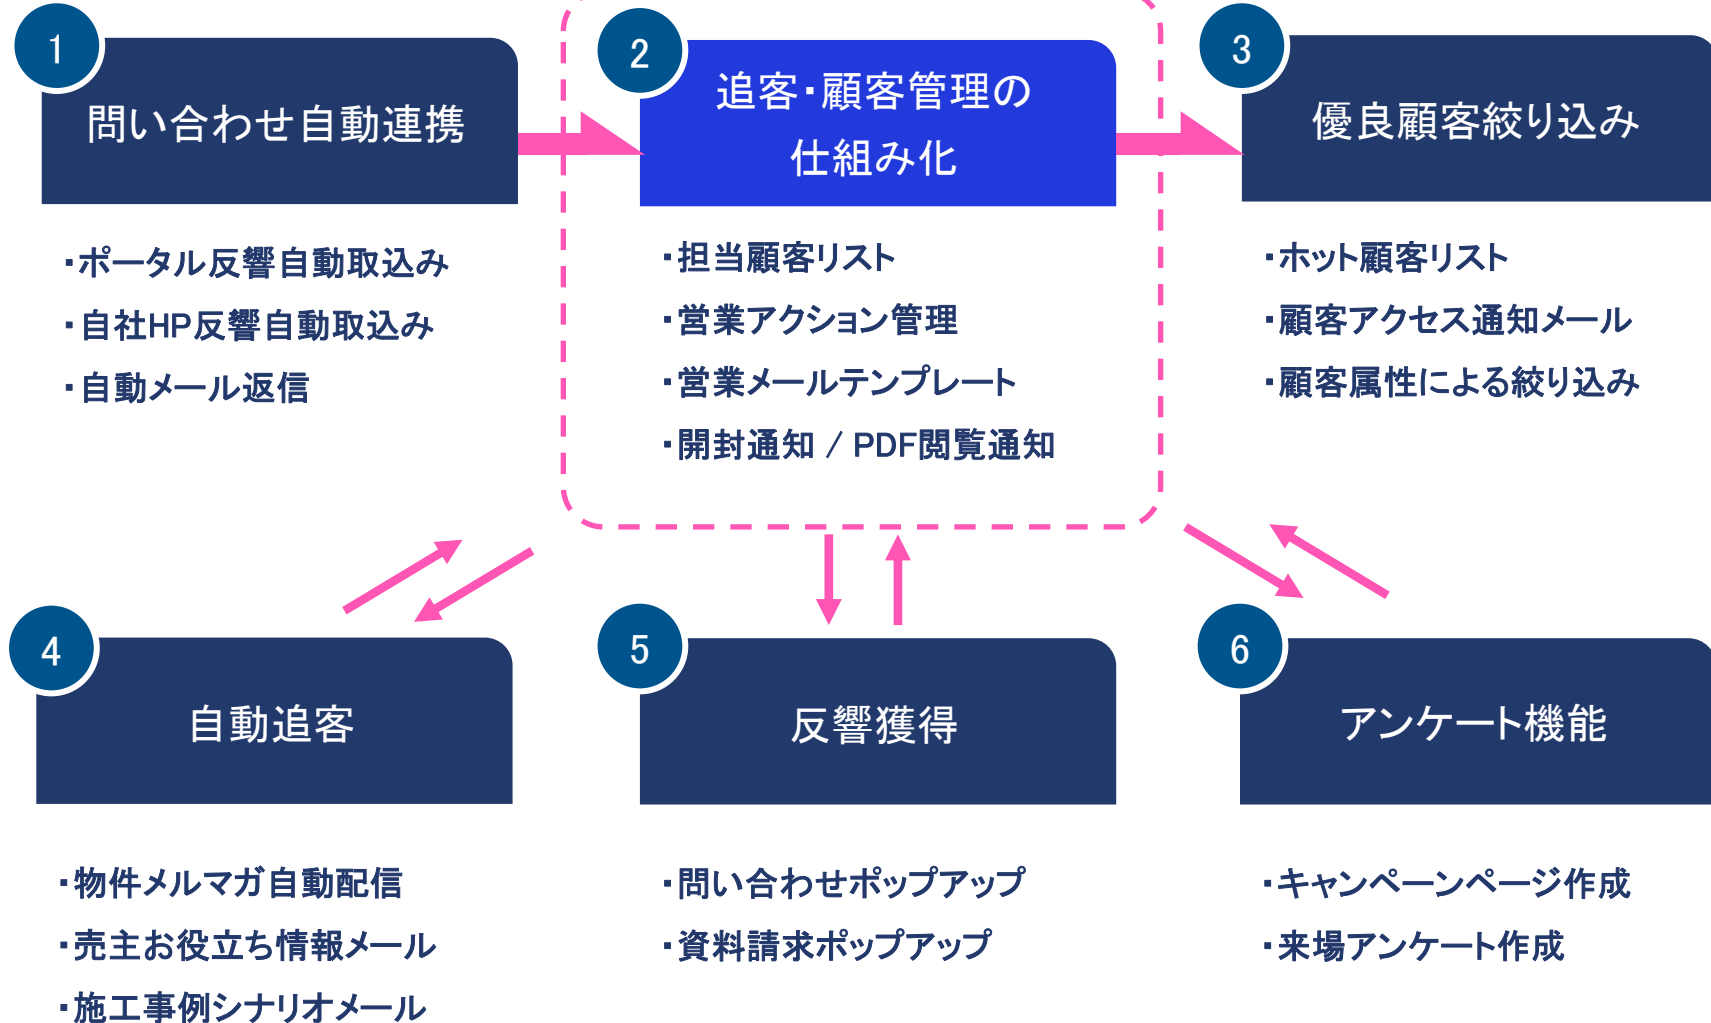 1
問い合わせ自動連携
・ポータル反響自動取込み
・自社HP反響自動取込み
・自動メール返信
2
追客・顧客管理の
仕組み化
・担当顧客リスト
・営業アクション管理
・営業メールテンプレート
・開封通知 / PDF閲覧通知
3
優良顧客絞り込み
・ホット顧客リスト
・顧客アクセス通知メール
・顧客属性による絞り込み
4
自動追客
・物件メルマガ自動配信
・売主お役立ち情報メール
・施工事例シナリオメール
5
反響獲得
・問い合わせポップアップ
・資料請求ポップアップ
6
アンケート機能
・キャンペーンページ作成
・来場アンケート作成